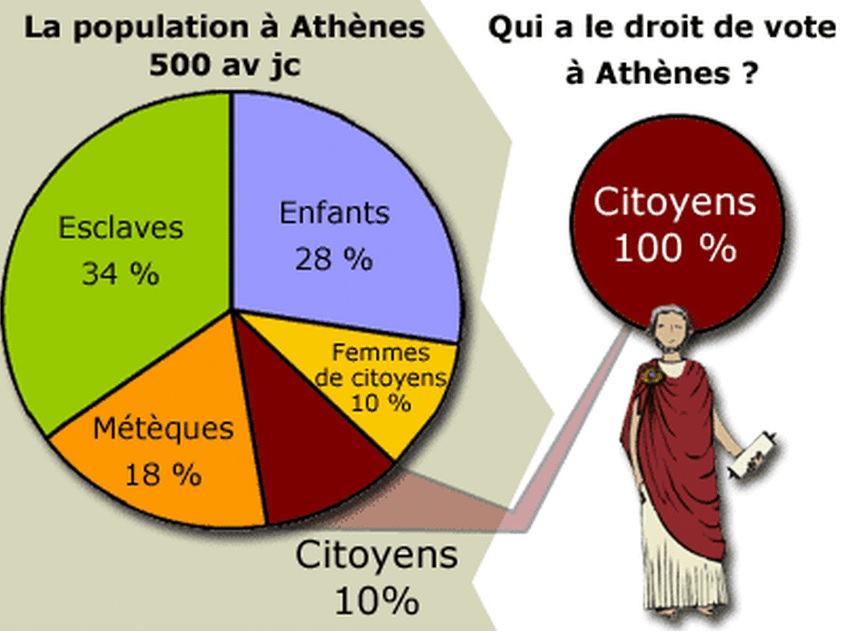 La population à Athènes
500 av jc
Qui a le droit de vote
à Athènes ?
Esclaves
34 %
Enfants
28 %
Femmes
de citoyens
10 %
Métèques
18 %
Citoyens
10%
Citoyens
100 %